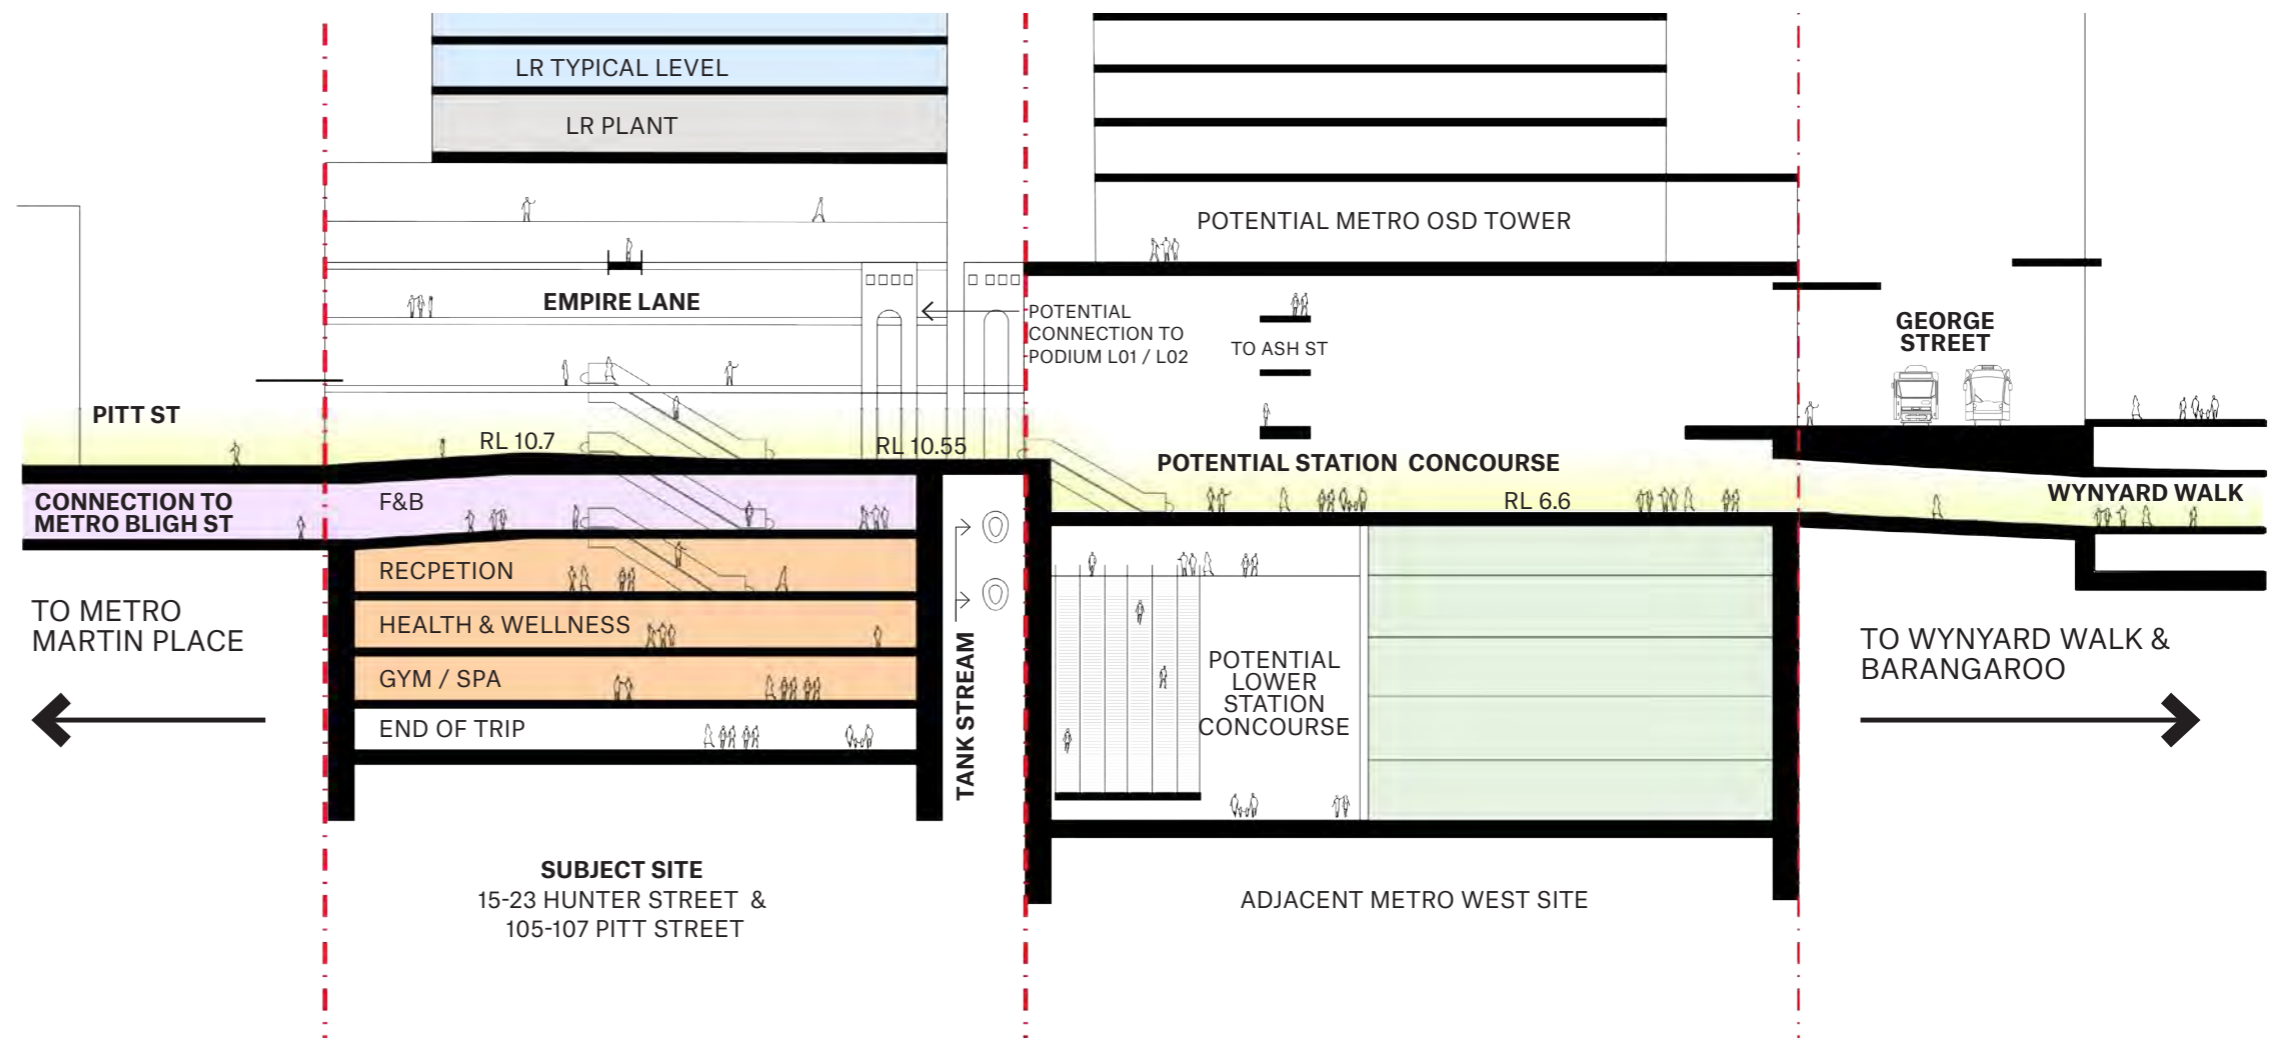 LR TYPICAL LEVEL
LR PLANT
POTENTIAL METRO OSD TOWER
EMPIRE LANE
POTENTIAL
CONNECTION TO
PODIUM L01 / L02
TO ASH ST
GEORGE
STREET
PITT ST
RL 10.7
RL 10.55
POTENTIAL STATION CONCOURSE
RL 6.6
WYNYARD WALK
CONNECTION TO
METRO BLIGH ST
F&B
RECPETION
HEALTH & WELLNESS
GYM / SPA
END OF TRIP
TANK STREAM
POTENTIAL
LOWER
STATION
CONCOURSE
TO METRO
MARTIN PLACE
TO WYNYARD WALK &
BARANGAROO
SUBJECT SITE
15-23 HUNTER STREET &
105-107 PITT STREET
ADJACENT METRO WEST SITE